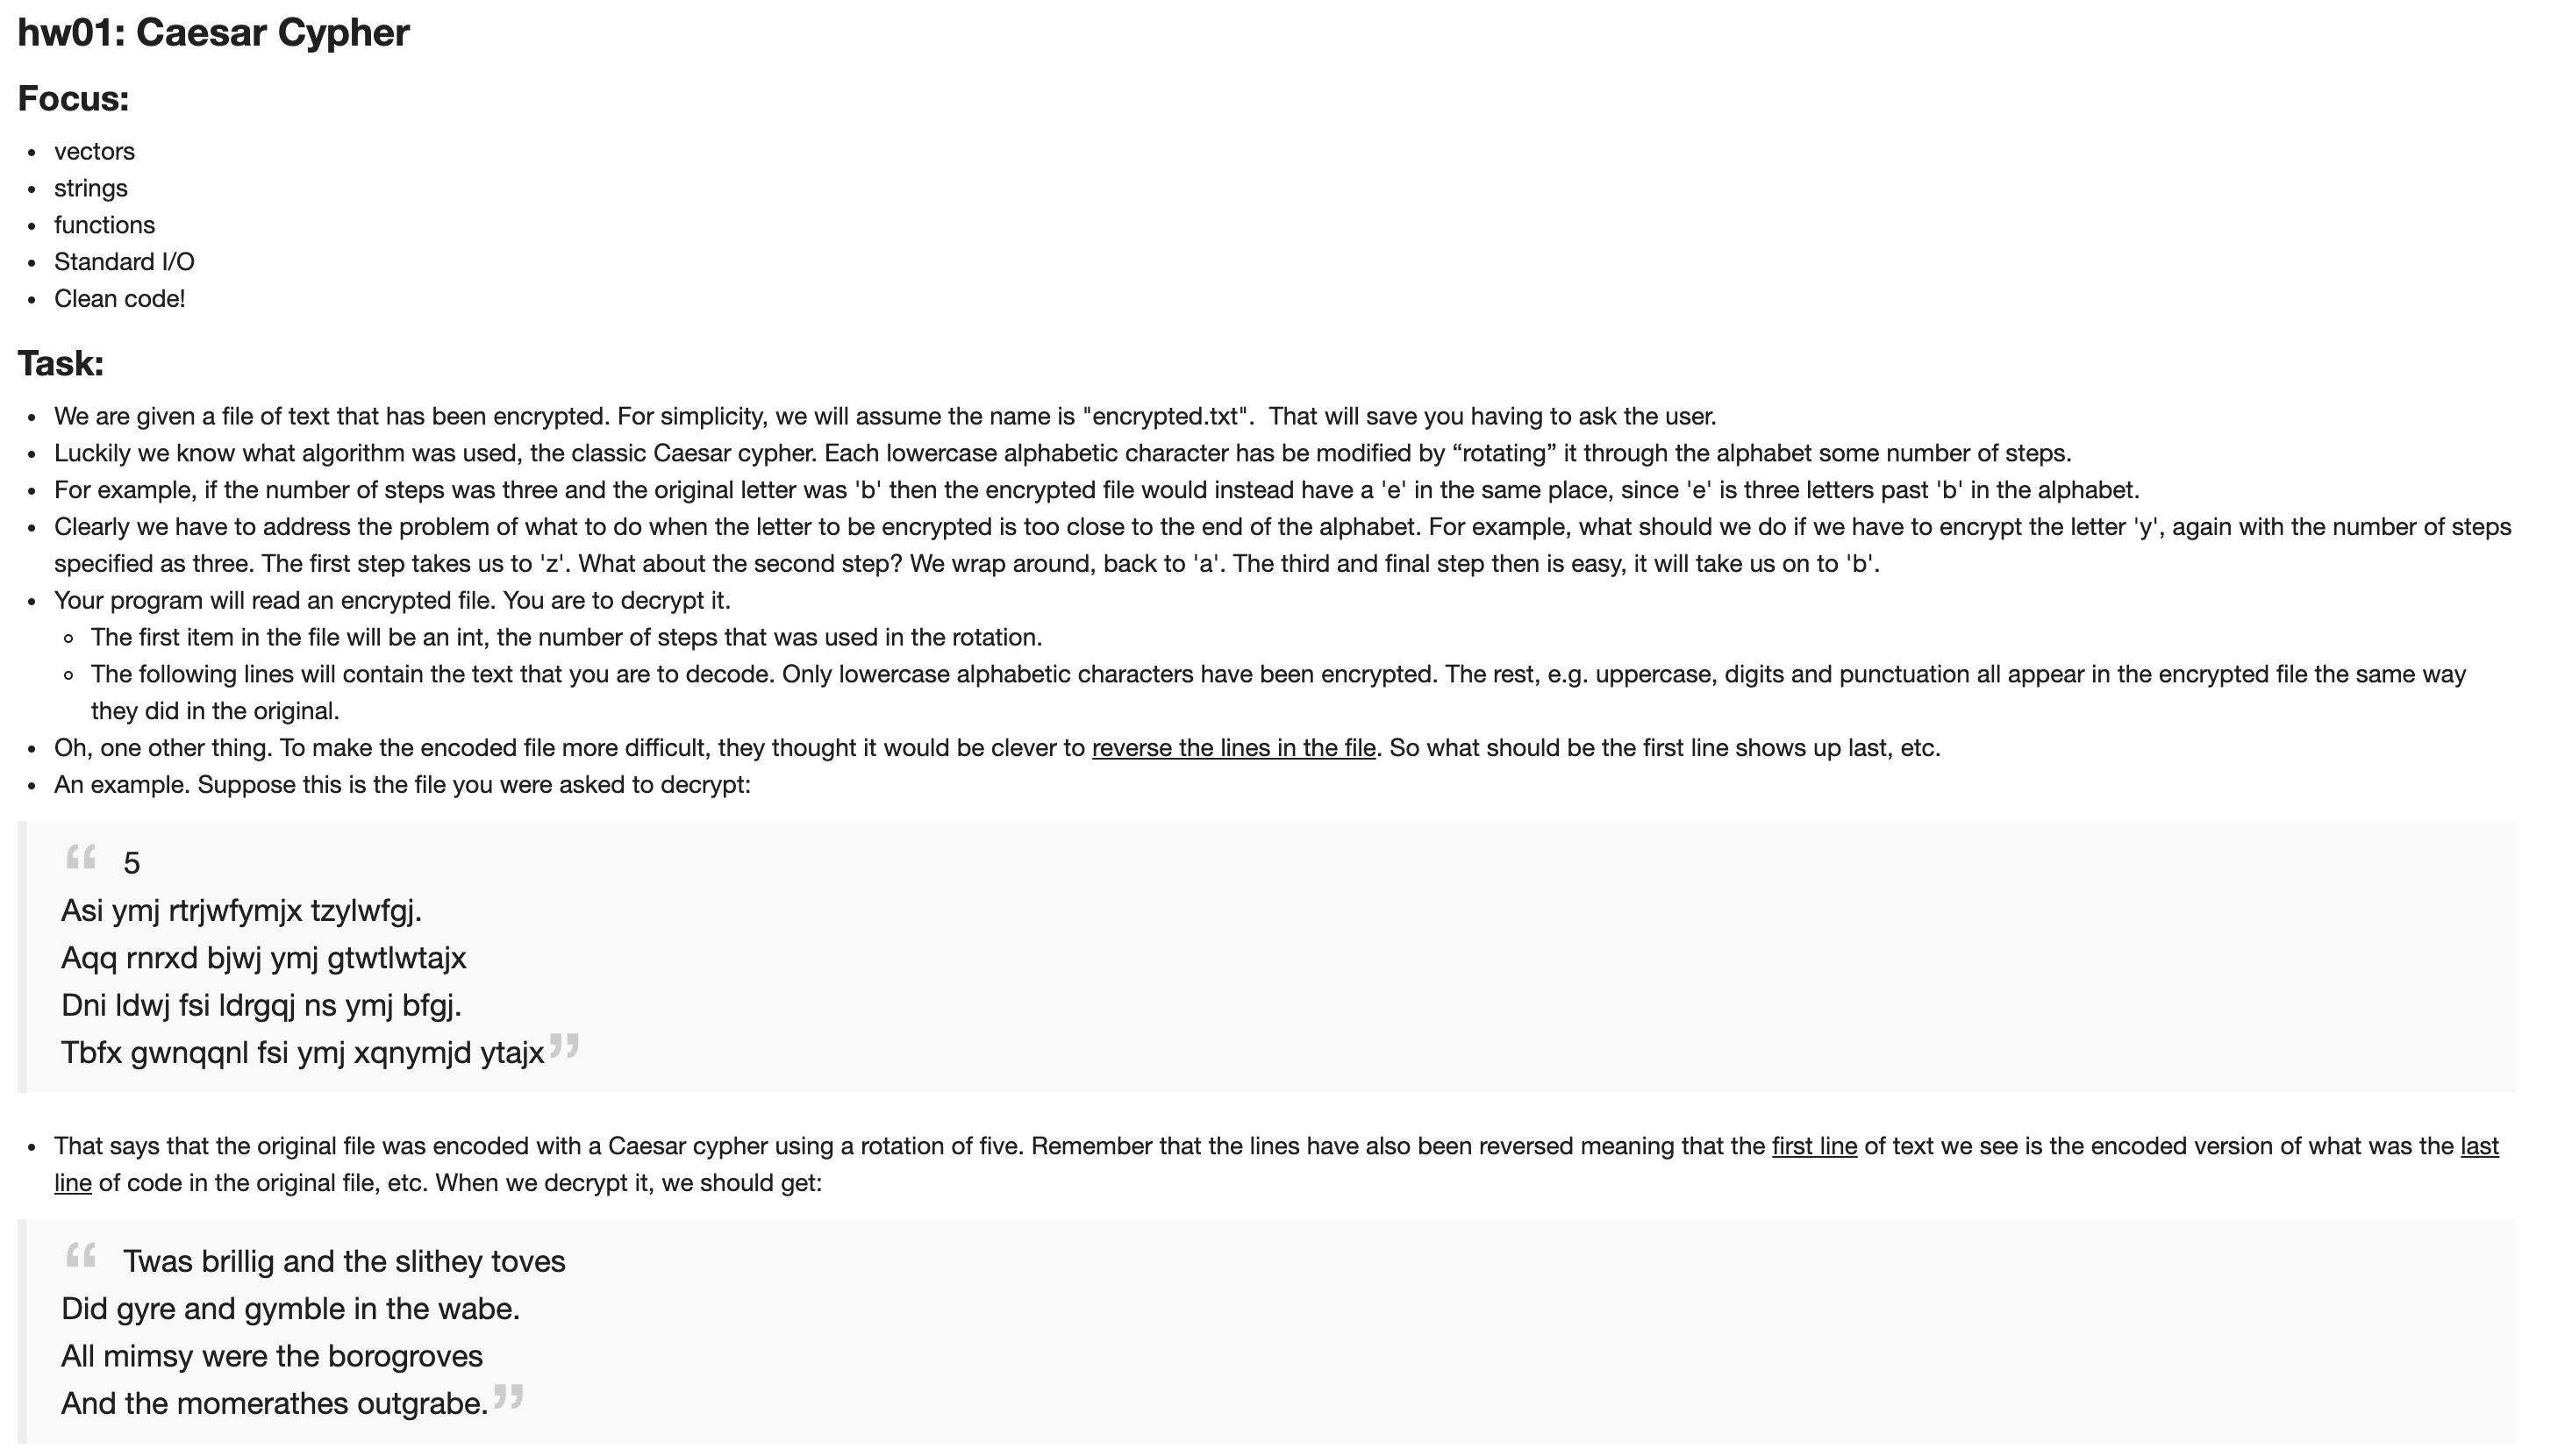 hw01: Caesar Cypher
Focus:
• vectors
• strings
• functions
• Standard I/O
• Clean code!
Task:
• We are given a file of text that has been encrypted. For simplicity, we will assume the name is "encrypted.txt".  That will save you having to ask the user.
• Luckily we know what algorithm was used, the classic Caesar cypher. Each lowercase alphabetic character has be modified by “rotating” it through the alphabet some number of steps.
• For example, if the number of steps was three and the original letter was 'b' then the encrypted file would instead have a 'e' in the same place, since 'e' is three letters past 'b' in the alphabet.
• Clearly we have to address the problem of what to do when the letter to be encrypted is too close to the end of the alphabet. For example, what should we do if we have to encrypt the letter 'y', again with the number of steps
specified as three. The first step takes us to 'z'. What about the second step? We wrap around, back to 'a'. The third and final step then is easy, it will take us on to 'b'.
• Your program will read an encrypted file. You are to decrypt it.
◦ The first item in the file will be an int, the number of steps that was used in the rotation.
◦ The following lines will contain the text that you are to decode. Only lowercase alphabetic characters have been encrypted. The rest, e.g. uppercase, digits and punctuation all appear in the encrypted file the same way
they did in the original.
• Oh, one other thing. To make the encoded file more difficult, they thought it would be clever to reverse the lines in the file. So what should be the first line shows up last, etc.
• An example. Suppose this is the file you were asked to decrypt:
“ 5
Asi ymj rtrjwfymjx tzylwfgj.
Aqq rnrxd bjwj ymj gtwtlwtajx
Dni ldwj fsi ldrgqj ns ymj bfgj.
Tbfx gwnqqnl fsi ymj xqnymjd ytajx”
• That says that the original file was encoded with a Caesar cypher using a rotation of five. Remember that the lines have also been reversed meaning that the first line of text we see is the encoded version of what was the last
line of code in the original file, etc. When we decrypt it, we should get:
“ Twas brillig and the slithey toves
Did gyre and gymble in the wabe.
All mimsy were the borogroves
And the momerathes outgrabe.”